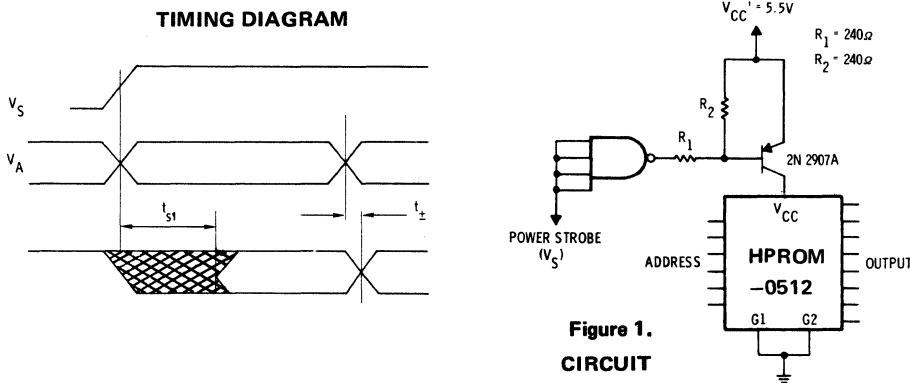 TIMING DIAGRAM
V_S
V_A
t_s1
t_±
V_CC' = 5.5V
R_1 = 240Ω
R_2 = 240Ω
R_2
R_1
2N 2907A
POWER STROBE
(V_S)
V_CC
ADDRESS
HPROM
-0512
OUTPUT
G1 G2
Figure 1.
CIRCUIT